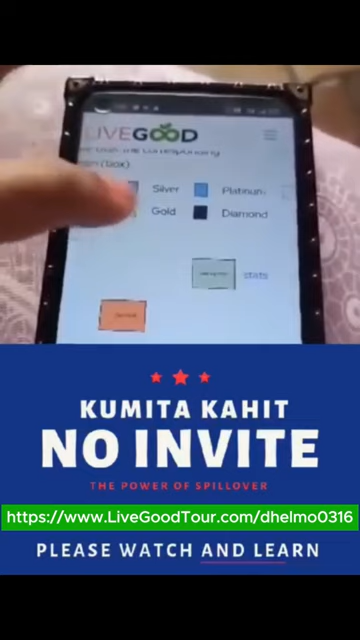 LIVEGOOD
Silver
Platinum
Gold
Diamond
stats
KUMITA KAHIT
NO INVITE
THE POWER OF SPILLOVER
https://www.LiveGoodTour.com/dhelmo0316
PLEASE WATCH AND LEARN